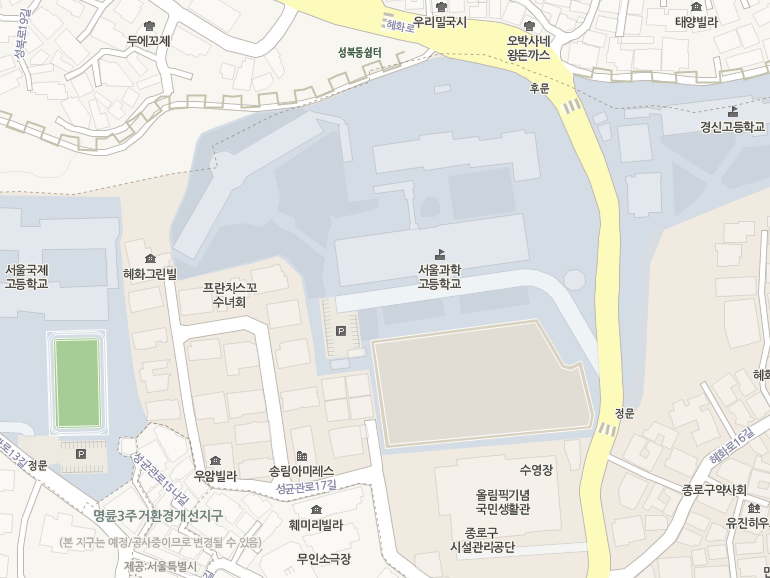 성북로19길
두에꼬제
혜화로
우리밀국시
오박사네
왕돈까스
태양빌라
성북동쉼터
후문
경신고등학교
서울국제
고등학교
혜화그린빌
프란치스꼬
수녀회
서울과학
고등학교
P
정문
혜화로16길
P
정문
우암빌라
송림아미레스
성균관로17길
성균관로15나길
수영장
올림픽기념
국민생활관
종로구
시설관리공단
종로구약사회
유진하우
명륜3주거환경개선지구
(본 지구는 예정/공사중이므로 변경될 수 있음)
제공:서울특별시
훼미리빌라
무인소극장